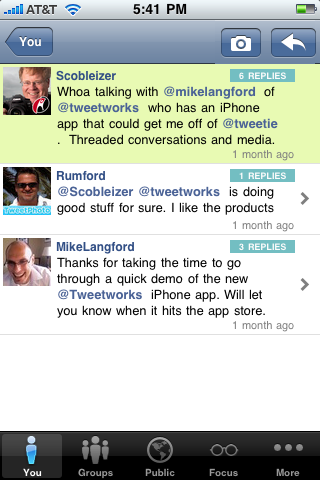 AT&T 5:41 PM
You
Scobleizer 6 REPLIES
Whoa talking with @mikelangford of
@tweetworks who has an iPhone
app that could get me off of @tweetie
. Threaded conversations and media.
1 month ago
Rumford 1 REPLIES
@Scobleizer @tweetworks is doing
good stuff for sure. I like the products
1 month ago
TweetPhoto
MikeLangford 3 REPLIES
Thanks for taking the time to go
through a quick demo of the new
@Tweetworks iPhone app. Will let
you know when it hits the app store.
1 month ago
You Groups Public Focus More